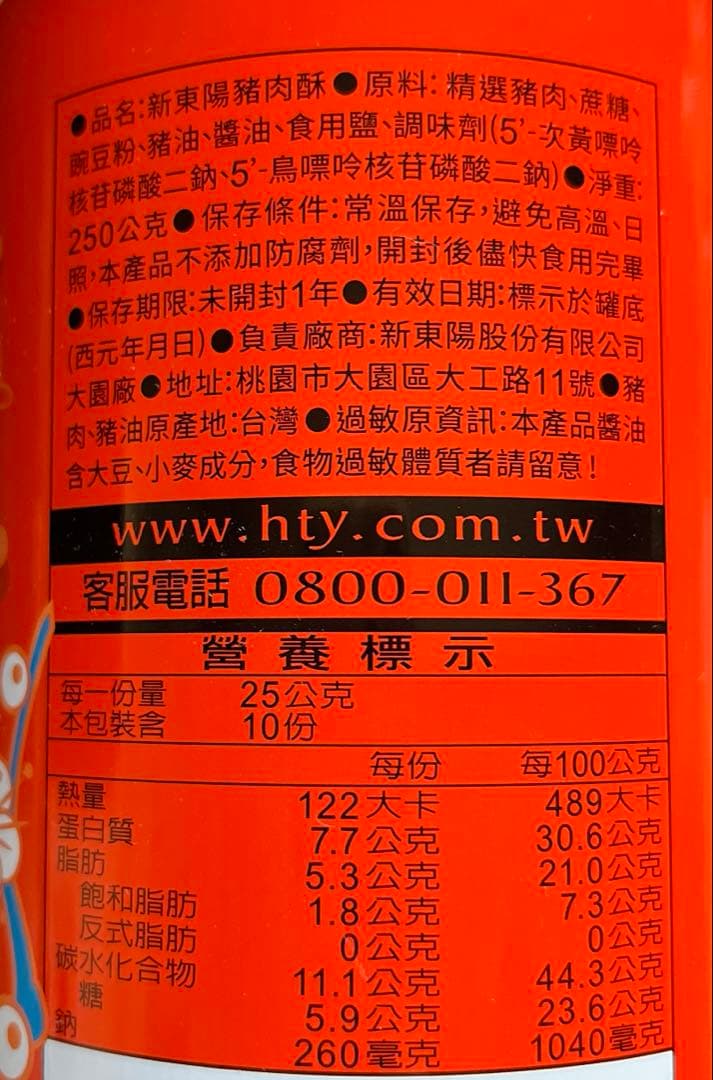 ●品名:新東陽豬肉酥●原料:精選豬肉、蔗糖、
豌豆粉、豬油、醬油、食用鹽、調味劑(5'-次黃嘌呤
核苷磷酸二鈉、5'-鳥嘌呤核苷磷酸二鈉)●淨重:
250公克●保存條件:常溫保存,避免高溫、日
照,本產品不添加防腐劑,開封後儘快食用完畢
●保存期限:未開封1年●有效日期:標示於罐底
(西元年月日)●負責廠商:新東陽股份有限公司
大園廠●地址:桃園市大園區大工路11號●豬
肉、豬油原產地:台灣●過敏原資訊:本產品醬油
含大豆、小麥成分,食物過敏體質者請留意!
www.hty.com.tw
客服電話 0800-011-367
營養標示
每一份量 25公克
本包裝含 10份
每份 每100公克
熱量 122大卡 489大卡
蛋白質 7.7公克 30.6公克
脂肪 5.3公克 21.0公克
飽和脂肪 1.8公克 7.3公克
反式脂肪 0公克 0公克
碳水化合物 11.1公克 44.3公克
糖 5.9公克 23.6公克
鈉 260毫克 1040毫克